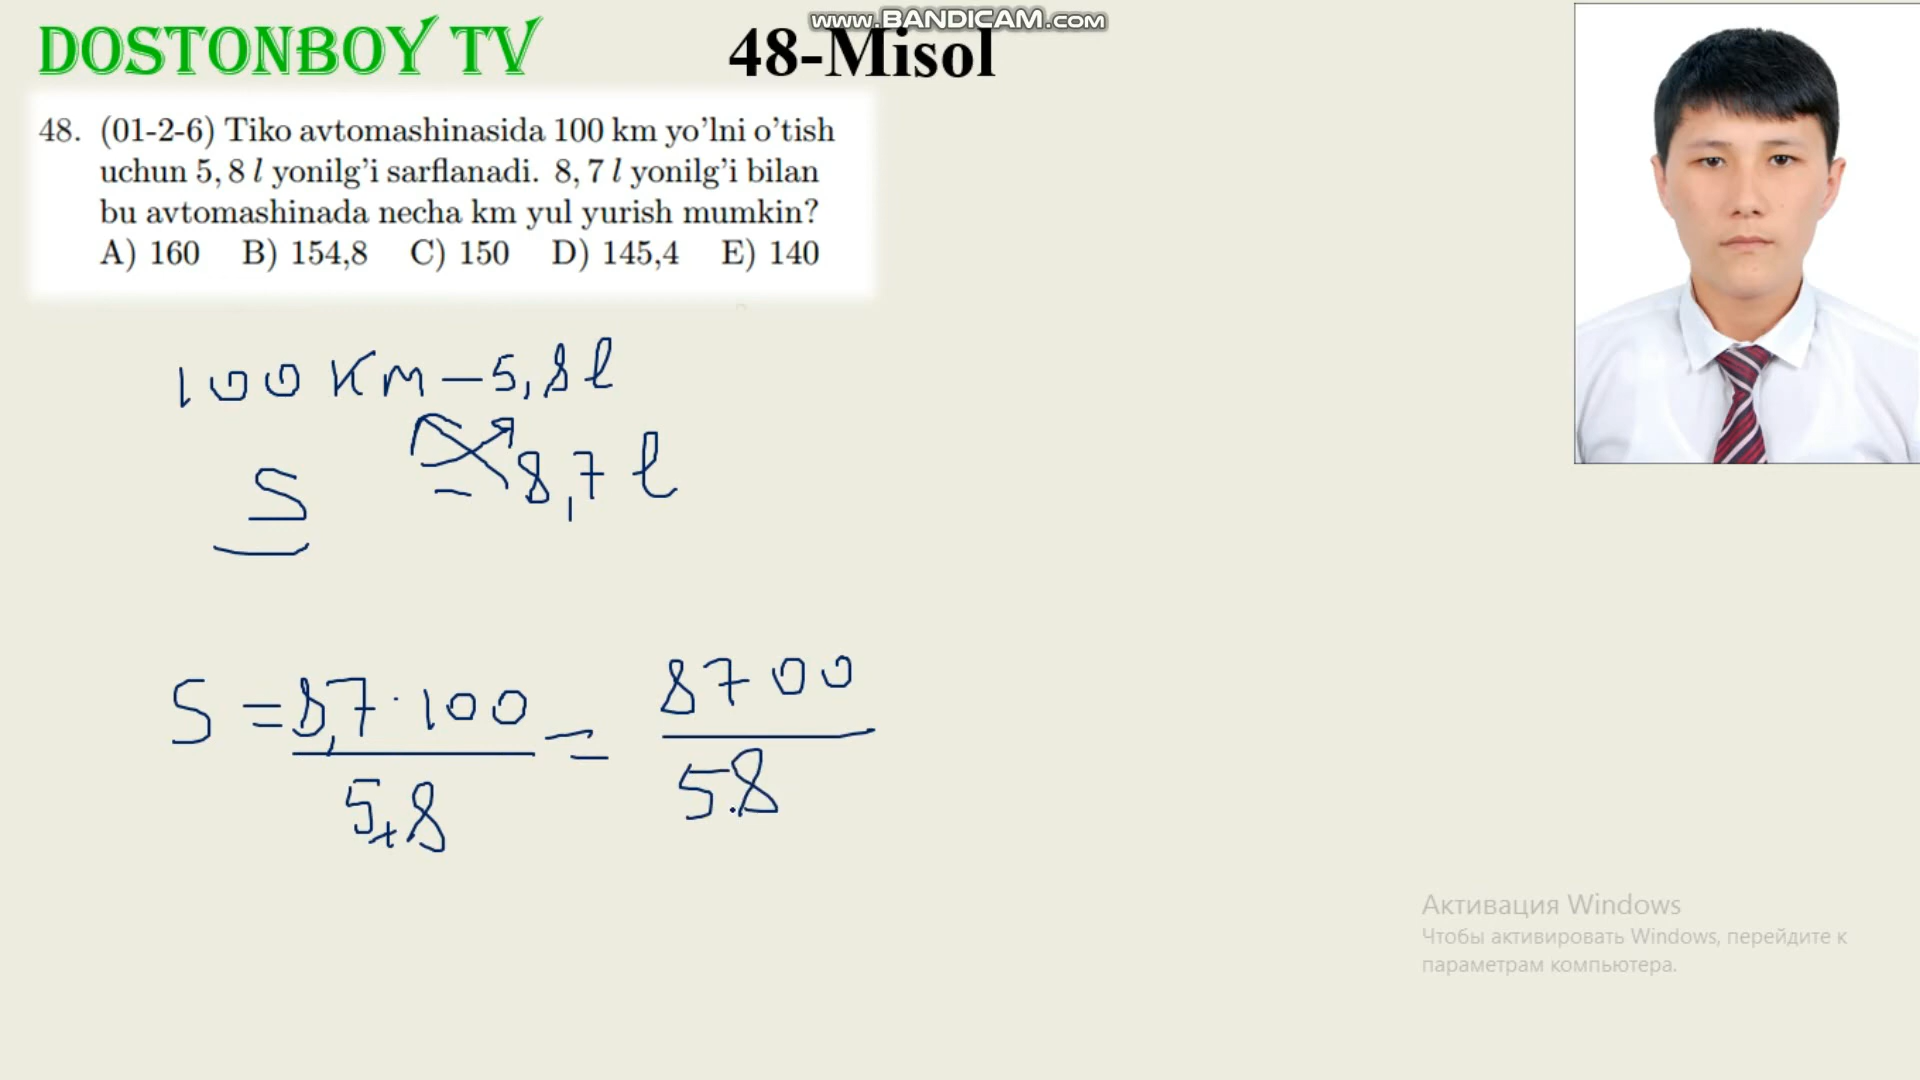 www.BANDICAM.com
DOSTONBOY TV
48-Misol
48. (01-2-6) Tiko avtomashinasida 100 km yo'lni o'tish
uchun 5, 8 l yonilg'i sarflanadi. 8, 7 l yonilg'i bilan
bu avtomashinada necha km yul yurish mumkin?
A) 160 B) 154,8 C) 150 D) 145,4 E) 140
100 км – 5,8 l
S – 8,7 l
S = 8,7 · 100 / 5,8 = 8700 / 58
Активация Windows
Чтобы активировать Windows, перейдите к
параметрам компьютера.